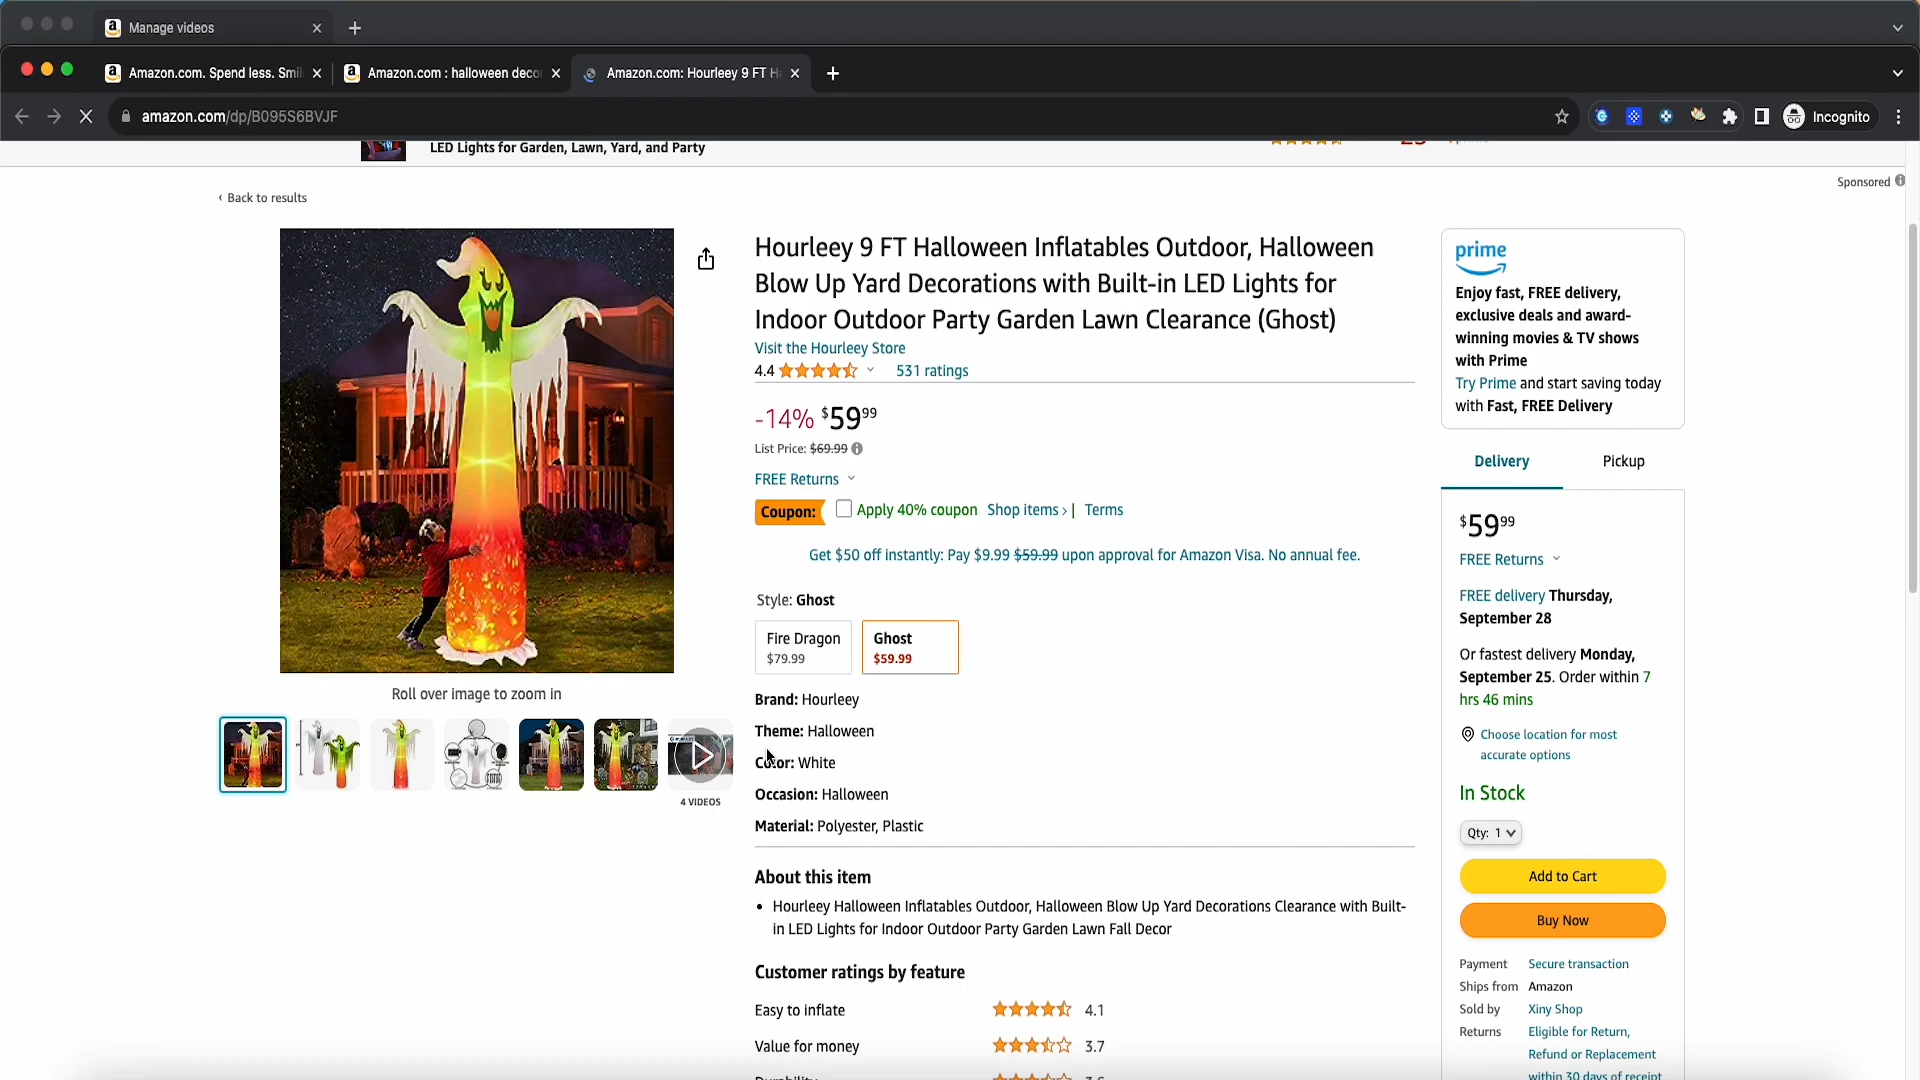 Manage videos
Amazon.com. Spend less. Smil
Amazon.com : halloween deco
Amazon.com: Hourleey 9 FT H
amazon.com/dp/B095S6BVJF
Incognito
LED Lights for Garden, Lawn, Yard, and Party
Sponsored
‹ Back to results
Hourleey 9 FT Halloween Inflatables Outdoor, Halloween
Blow Up Yard Decorations with Built-in LED Lights for
Indoor Outdoor Party Garden Lawn Clearance (Ghost)
Visit the Hourleey Store
4.4
531 ratings
-14% $59 99
List Price: $69.99
FREE Returns
Coupon:
Apply 40% coupon Shop items › | Terms
Get $50 off instantly: Pay $9.99 $59.99 upon approval for Amazon Visa. No annual fee.
Style: Ghost
Fire Dragon
$79.99
Ghost
$59.99
Brand: Hourleey
Theme: Halloween
Color: White
Occasion: Halloween
Material: Polyester, Plastic
About this item
• Hourleey Halloween Inflatables Outdoor, Halloween Blow Up Yard Decorations Clearance with Built-
in LED Lights for Indoor Outdoor Party Garden Lawn Fall Decor
Customer ratings by feature
Easy to inflate 4.1
Value for money 3.7
Roll over image to zoom in
4 VIDEOS
prime
Enjoy fast, FREE delivery,
exclusive deals and award-
winning movies & TV shows
with Prime
Try Prime and start saving today
with Fast, FREE Delivery
Delivery
Pickup
$59 99
FREE Returns
FREE delivery Thursday,
September 28
Or fastest delivery Monday,
September 25. Order within 7
hrs 46 mins
Choose location for most
accurate options
In Stock
Qty: 1
Add to Cart
Buy Now
Payment Secure transaction
Ships from Amazon
Sold by Xiny Shop
Returns Eligible for Return,
Refund or Replacement
within 30 days of receipt